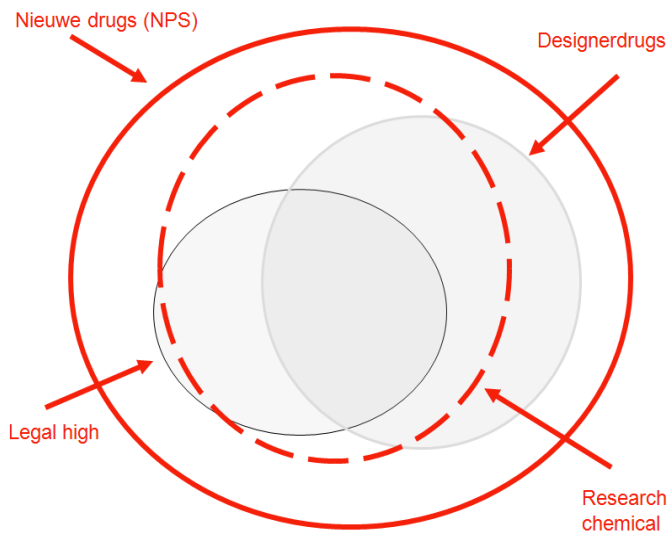 Nieuwe drugs (NPS)
Designerdrugs
Legal high
Research
chemical